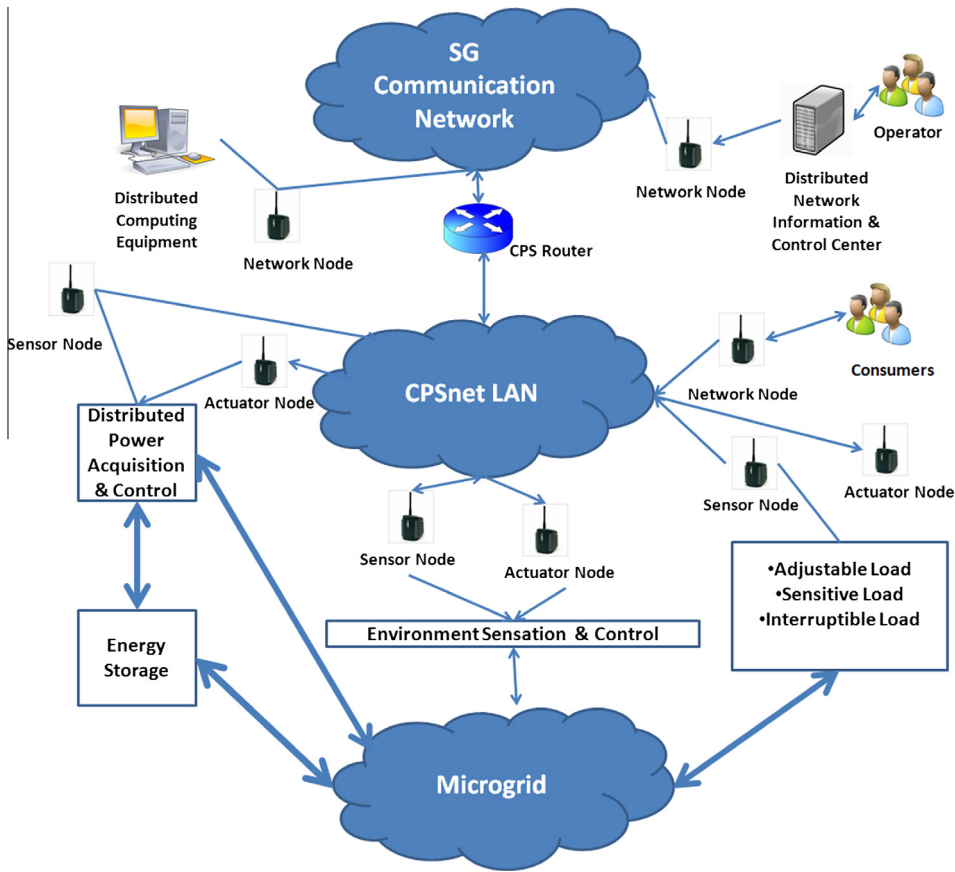 SG
Communication
Network
Operator
Network Node
Distributed
Network
Information &
Control Center
Distributed
Computing
Equipment
Network Node
CPS Router
Sensor Node
Actuator Node
CPSnet LAN
Network Node
Consumers
Distributed
Power
Acquisition
& Control
Sensor Node
Actuator Node
Sensor Node
Actuator Node
•Adjustable Load
•Sensitive Load
•Interruptible Load
Environment Sensation & Control
Energy
Storage
Microgrid